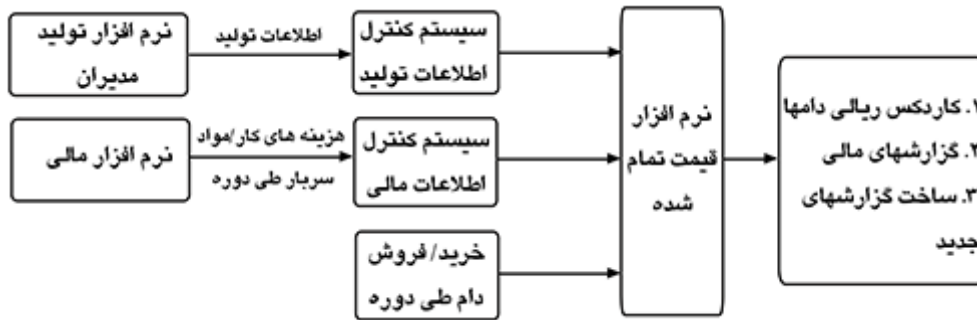 نرم افزار تولید
مدیران
اطلاعات تولید
سیستم کنترل
اطلاعات تولید
نرم افزار مالی
هزینه های کار/مواد
سربار طی دوره
سیستم کنترل
اطلاعات مالی
خرید/ فروش
دام طی دوره
نرم افزار
قیمت تمام
شده
۱. کاردکس ریالی دامها
۲. گزارشهای مالی
۳. ساخت گزارشهای
جدید